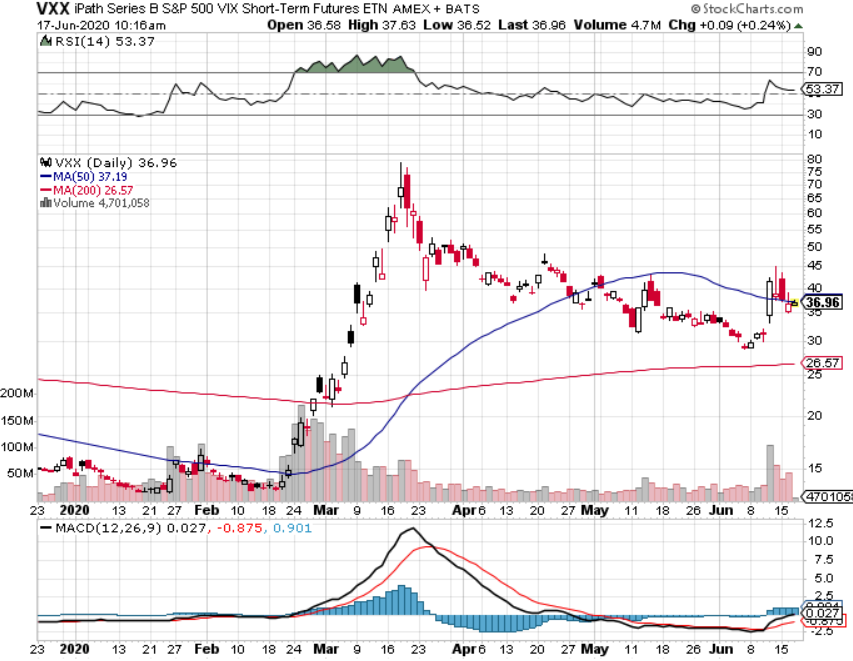 VXX iPath Series B S&P 500 VIX Short-Term Futures ETN AMEX + BATS © StockCharts.com
17-Jun-2020 10:16am Open 36.58 High 37.63 Low 36.52 Last 36.96 Volume 4.7M Chg +0.09 (+0.24%)
RSI(14) 53.37
90
70
53.37
30
10
VXX (Daily) 36.96
MA(50) 37.19
MA(200) 26.57
Volume 4,701,058
80
75
70
65
60
55
50
45
40
36.96
35
30
26.57
25
20
15
200M
150M
100M
50M
4701058
23 2020 13 21 27 Feb 10 18 24 Mar 9 16 23 Apr 6 13 20 27 May 11 18 26 Jun 8 15
MACD(12,26,9) 0.027, -0.875, 0.901
12.5
10.0
7.5
5.0
0.027
-2.5
23 2020 13 21 27 Feb 10 18 24 Mar 9 16 23 Apr 6 13 20 27 May 11 18 26 Jun 8 15